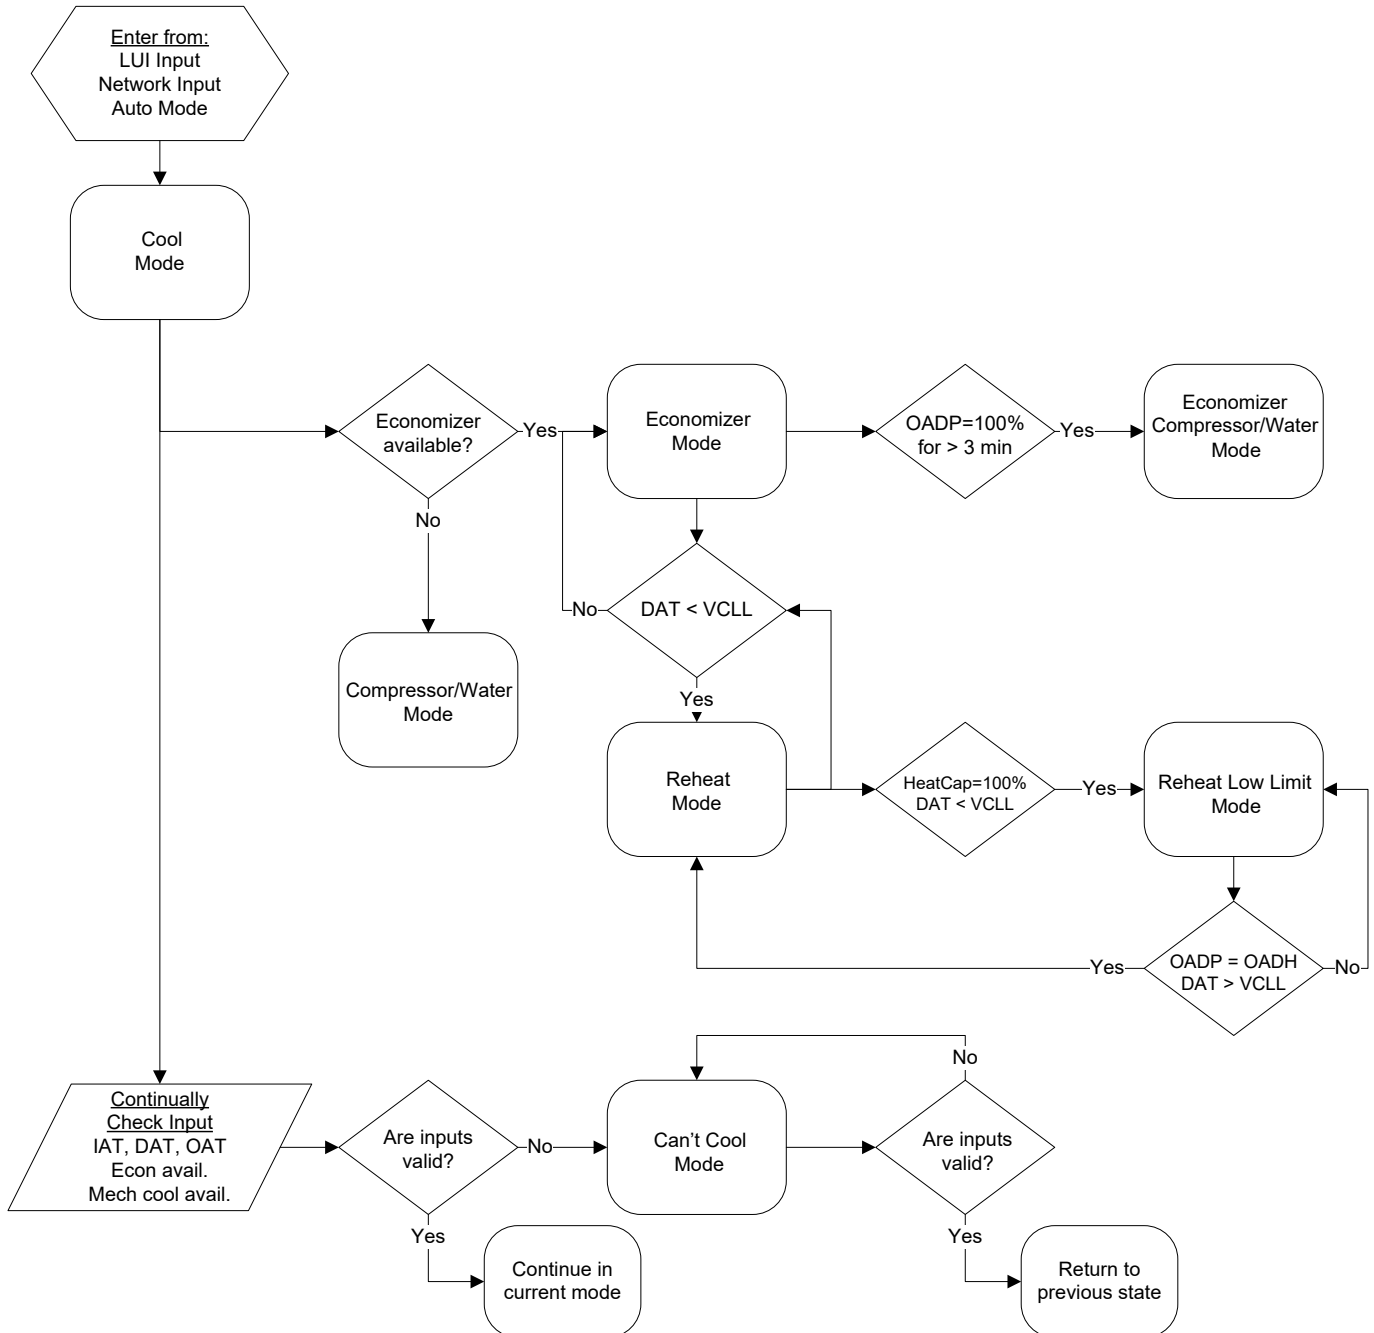 Enter from:
LUI Input
Network Input
Auto Mode
Cool
Mode
Economizer
available?
Yes
Economizer
Mode
OADP=100%
for > 3 min
Yes
Economizer
Compressor/Water
Mode
No
Compressor/Water
Mode
No
DAT < VCLL
Yes
Reheat
Mode
HeatCap=100%
DAT < VCLL
Yes
Reheat Low Limit
Mode
Yes
OADP = OADH
DAT > VCLL
No
Continually
Check Input
IAT, DAT, OAT
Econ avail.
Mech cool avail.
Are inputs
valid?
No
Can't Cool
Mode
No
Are inputs
valid?
Yes
Continue in
current mode
Yes
Return to
previous state